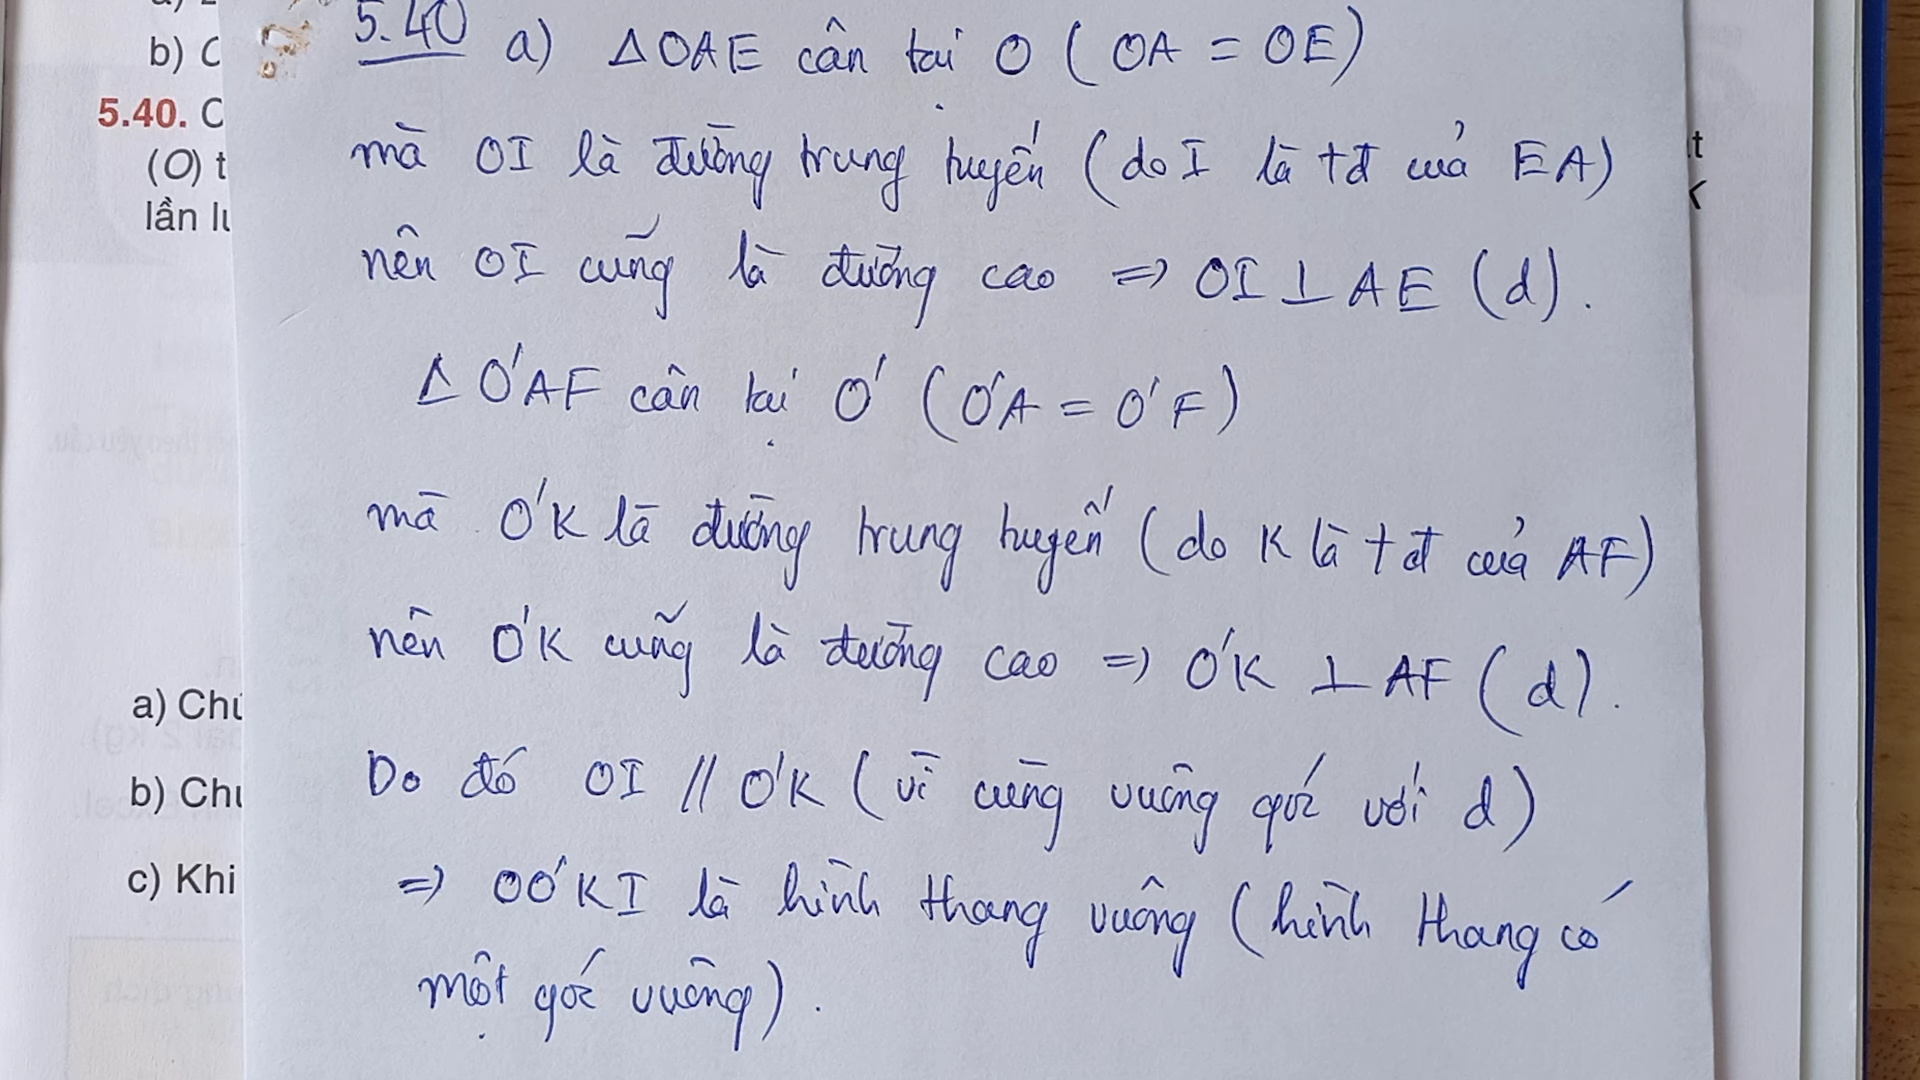 b) C
5.40. C
(O) t
lần lư
a) Chứ
b) Chứ
c) Khi
5.40 a) ΔOAE cân tại O (OA = OE)
mà OI là đường trung tuyến (do I là tđ của EA)
nên OI cũng là đường cao => OI ⊥ AE (d).
Δ O'AF cân tại O' (O'A = O'F)
mà O'K là đường trung tuyến (do K là tđ của AF)
nên O'K cũng là đường cao => O'K ⊥ AF (d).
Do đó OI // O'K (vì cùng vuông góc với d)
=> OO'KI là hình thang vuông (hình thang có
một góc vuông).